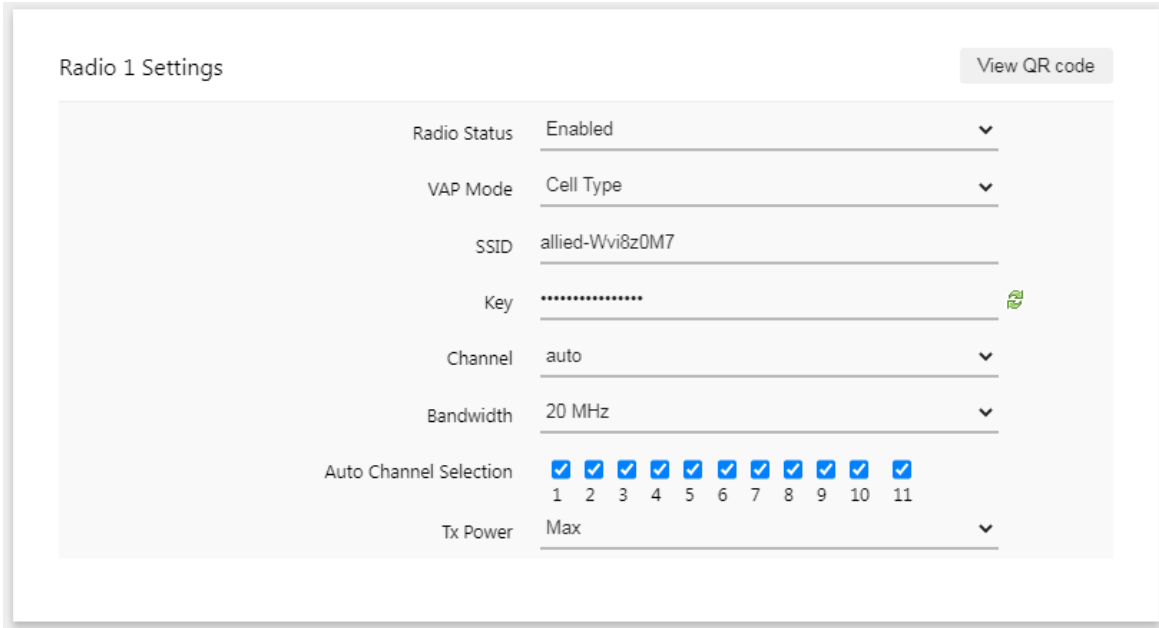 Radio 1 Settings View QR code
Radio Status Enabled
VAP Mode Cell Type
SSID allied-Wvi8z0M7
Key ••••••••••••••••
Channel auto
Bandwidth 20 MHz
Auto Channel Selection
1 2 3 4 5 6 7 8 9 10 11
Tx Power Max